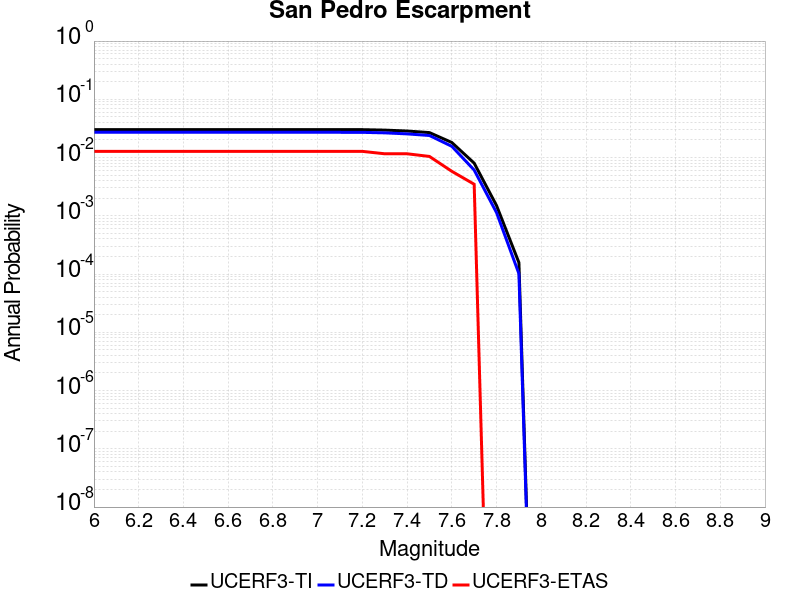 San Pedro Escarpment
10^0
10^-1
10^-2
10^-3
10^-4
10^-5
10^-6
10^-7
10^-8
Annual Probability
6 6.2 6.4 6.6 6.8 7 7.2 7.4 7.6 7.8 8 8.2 8.4 8.6 8.8 9
Magnitude
UCERF3-TI UCERF3-TD UCERF3-ETAS